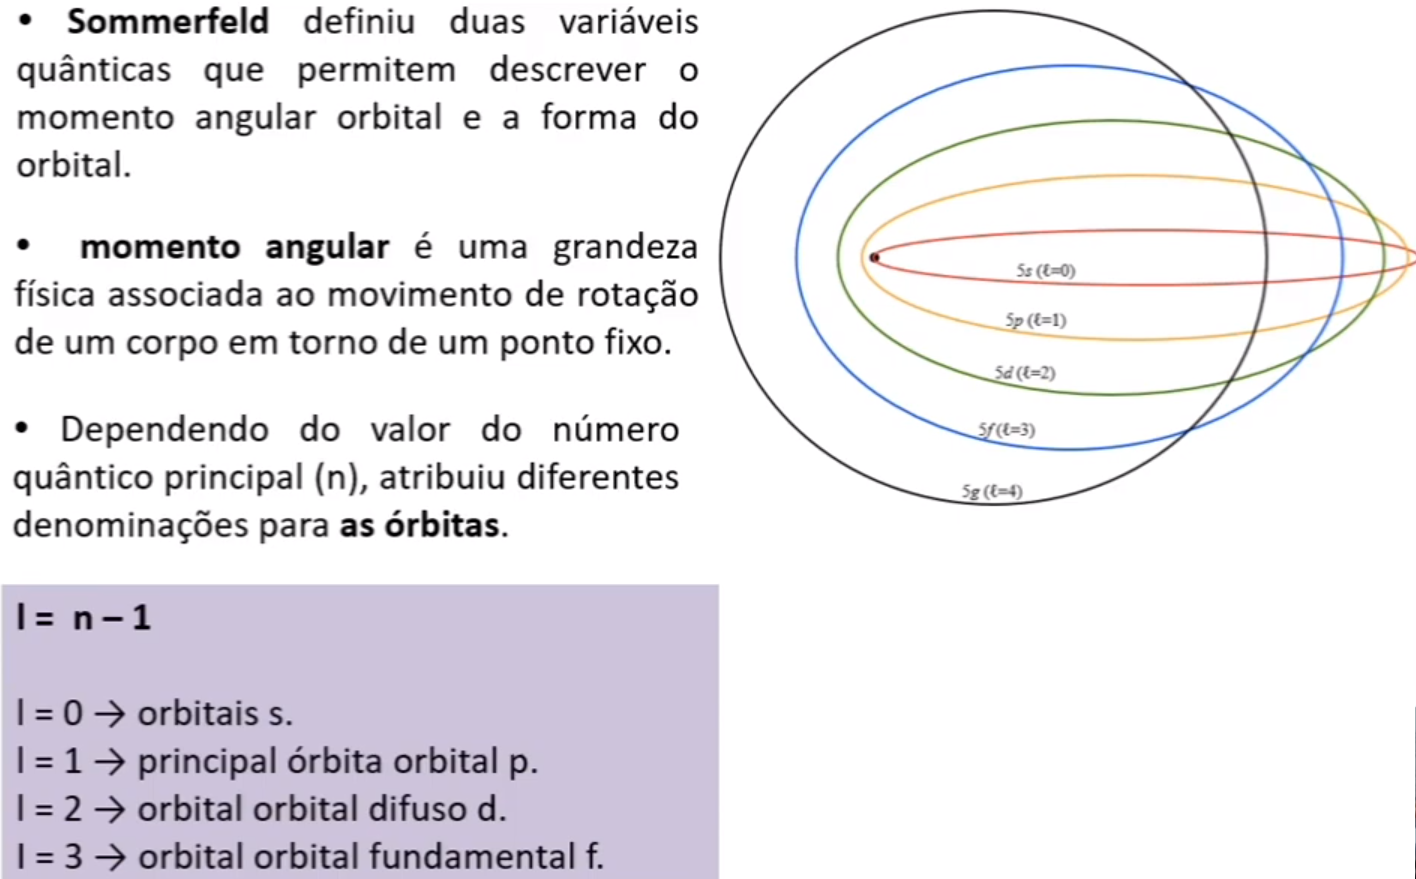 • Sommerfeld definiu duas variáveis
quânticas que permitem descrever o
momento angular orbital e a forma do
orbital.
• momento angular é uma grandeza
física associada ao movimento de rotação
de um corpo em torno de um ponto fixo.
• Dependendo do valor do número
quântico principal (n), atribuiu diferentes
denominações para as órbitas.
l = n – 1
l = 0 → orbitais s.
l = 1 → principal órbita orbital p.
l = 2 → orbital orbital difuso d.
l = 3 → orbital orbital fundamental f.
5s (ℓ=0)
5p (ℓ=1)
5d (ℓ=2)
5f (ℓ=3)
5g (ℓ=4)